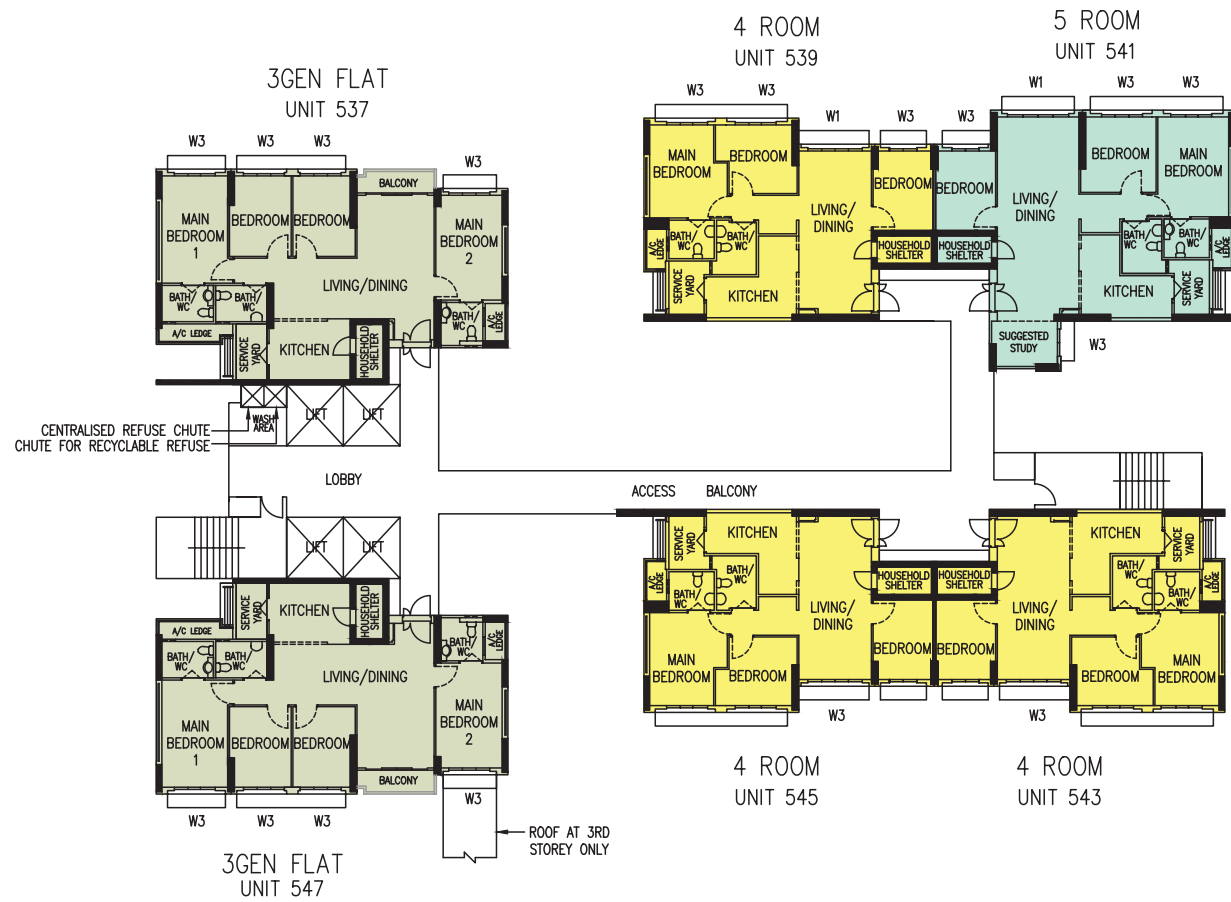 4 ROOM
UNIT 539
5 ROOM
UNIT 541
3GEN FLAT
UNIT 537
W3
W3
W1
W3
W3
W1
W3
W3
W3
W3
W3
W3
MAIN
BEDROOM
1
BEDROOM
BEDROOM
BALCONY
MAIN
BEDROOM
2
LIVING/DINING
BATH/
WC
BATH/
WC
BATH/
WC
A/C
LEDGE
A/C LEDGE
SERVICE
YARD
KITCHEN
HOUSEHOLD
SHELTER
MAIN
BEDROOM
BEDROOM
LIVING/
DINING
BEDROOM
A/C
LEDGE
BATH/
WC
BATH/
WC
SERVICE
YARD
KITCHEN
HOUSEHOLD
SHELTER
BEDROOM
LIVING/
DINING
BEDROOM
MAIN
BEDROOM
HOUSEHOLD
SHELTER
BATH/
WC
BATH/
WC
A/C
LEDGE
KITCHEN
SERVICE
YARD
SUGGESTED
STUDY
W3
CENTRALISED REFUSE CHUTE
CHUTE FOR RECYCLABLE REFUSE
WASH
AREA
LIFT
LIFT
LOBBY
ACCESS BALCONY
LIFT
LIFT
SERVICE
YARD
KITCHEN
HOUSEHOLD
SHELTER
A/C LEDGE
BATH/
WC
BATH/
WC
BATH/
WC
A/C
LEDGE
LIVING/DINING
MAIN
BEDROOM
1
BEDROOM
BEDROOM
BALCONY
MAIN
BEDROOM
2
W3
W3
W3
W3
ROOF AT 3RD
STOREY ONLY
3GEN FLAT
UNIT 547
SERVICE
YARD
KITCHEN
A/C
LEDGE
BATH/
WC
BATH/
WC
HOUSEHOLD
SHELTER
LIVING/
DINING
MAIN
BEDROOM
BEDROOM
BEDROOM
W3
4 ROOM
UNIT 545
KITCHEN
SERVICE
YARD
HOUSEHOLD
SHELTER
BATH/
WC
BATH/
WC
A/C
LEDGE
LIVING/
DINING
BEDROOM
BEDROOM
MAIN
BEDROOM
W3
4 ROOM
UNIT 543